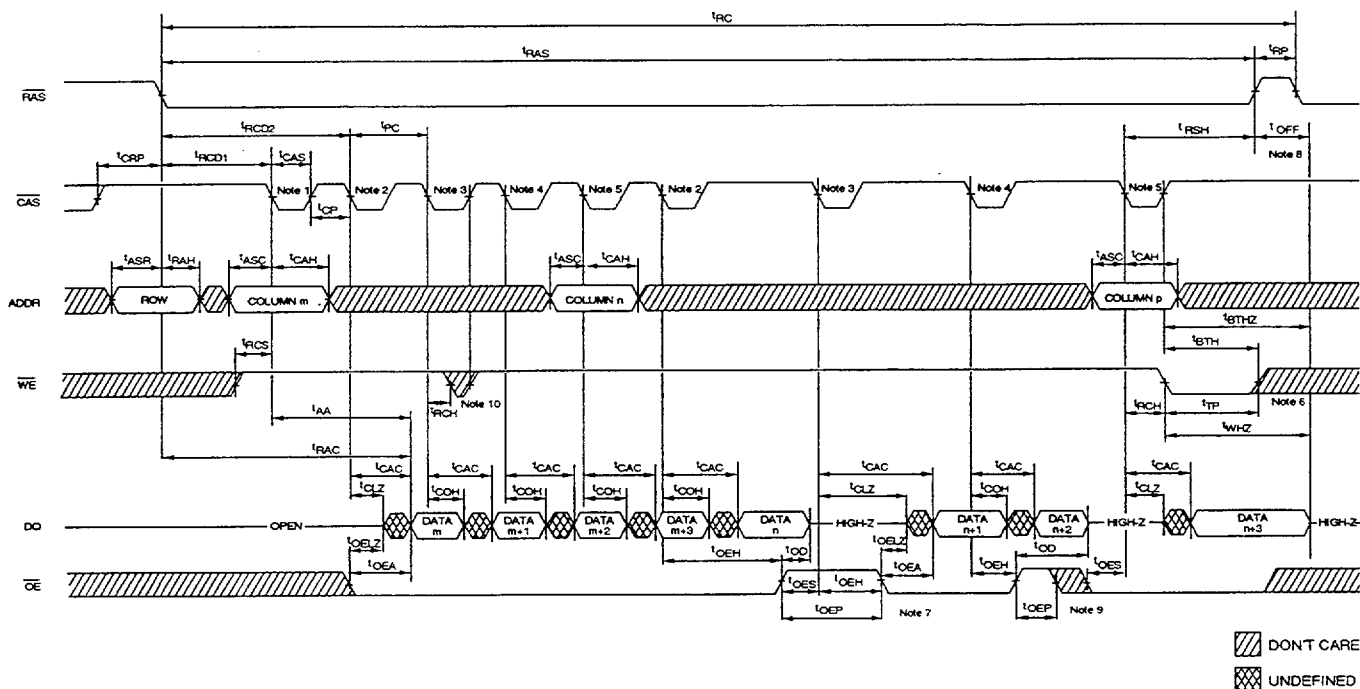 tRC
tRAS tRP
RAS
tRCD2 tPC tRSH tOFF
tCRP tRCD1 tCAS Note 8
CAS Note 1 Note 2 Note 3 Note 4 Note 5 Note 2 Note 3 Note 4 Note 5
tCP
tASR tRAH tASC tCAH tASC tCAH tASC tCAH
ADDR ROW COLUMN m COLUMN n COLUMN p
tBTHZ
tRCS tBTH
WE
tRCH Note 10 tRCH tTP Note 6
tAA tWHZ
tRAC
tCAC tCAC tCAC tCAC tCAC tCAC tCAC tCAC
tCLZ tCOH tCOH tCOH tCOH tCLZ tCOH tCLZ
DQ OPEN DATA m DATA m+1 DATA m+2 DATA m+3 DATA n HIGH-Z DATA n+1 DATA n+2 HIGH-Z DATA n+3 HIGH-Z
tOELZ tOEH tOD tOELZ tOD
tOEA tOEA tOEH tOES
OE tOES tOEH
tOEP Note 7 tOEP Note 9
DON'T CARE
UNDEFINED